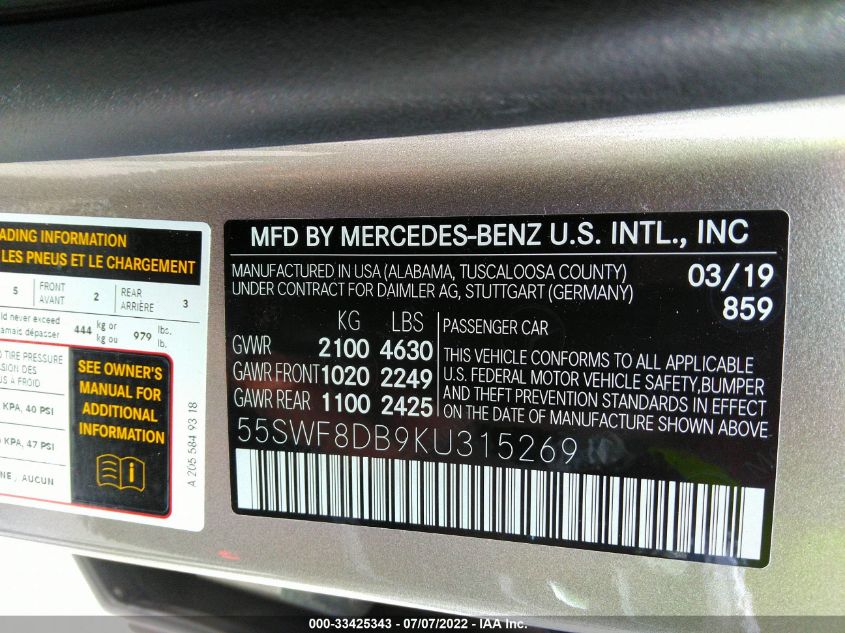 ADING INFORMATION
LES PNEUS ET LE CHARGEMENT
5 FRONT AVANT 2 REAR ARRIÈRE 3
ld never exceed
amais dépasser 444 kg or kg ou 979 lbs. lb.
TIRE PRESSURE
SEE OWNER'S
MANUAL FOR
ADDITIONAL
INFORMATION
S À FROID
KPA, 40 PSI
KPA, 47 PSI
NE , AUCUN
A 205 584 93 18
MFD BY MERCEDES-BENZ U.S. INTL., INC
MANUFACTURED IN USA (ALABAMA, TUSCALOOSA COUNTY) 03/19
UNDER CONTRACT FOR DAIMLER AG, STUTTGART (GERMANY) 859
KG LBS
GVWR 2100 4630
GAWR FRONT 1020 2249
GAWR REAR 1100 2425
PASSENGER CAR
THIS VEHICLE CONFORMS TO ALL APPLICABLE
U.S. FEDERAL MOTOR VEHICLE SAFETY, BUMPER
AND THEFT PREVENTION STANDARDS IN EFFECT
ON THE DATE OF MANUFACTURE SHOWN ABOVE.
55SWF8DB9KU315269
000-33425343 - 07/07/2022 - IAA Inc.